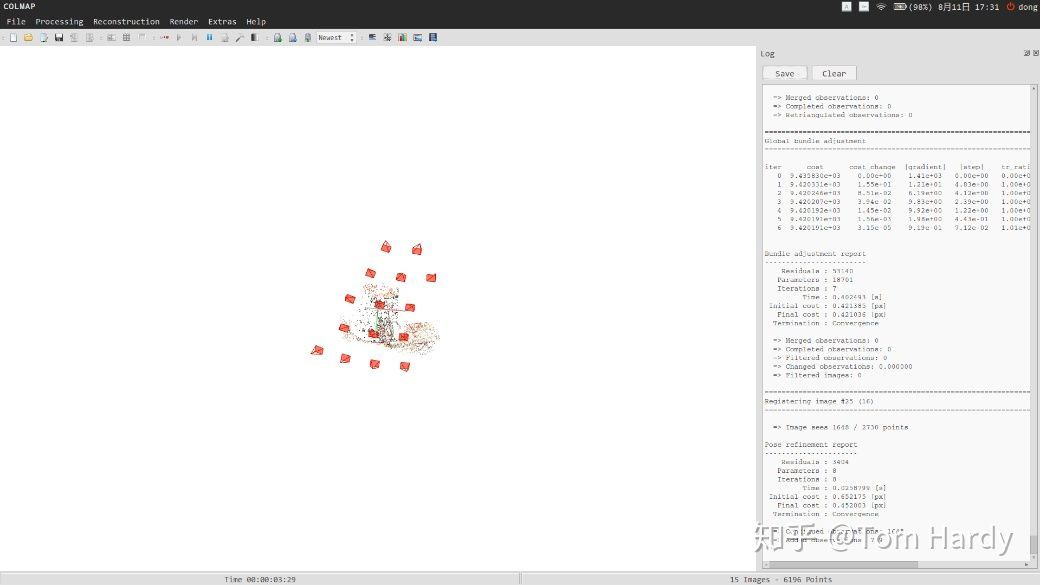 COLMAP
(98%) 8月11日 17:31 dong
File Processing Reconstruction Render Extras Help
Newest
Log
Save Clear
=> Merged observations: 0
=> Completed observations: 0
=> Retriangulated observations: 0
Global bundle adjustment
iter cost cost_change |gradient| |step| tr_rati
0 9.435830e+03 0.00e+00 1.41e+03 0.00e+00 0.00e+0
1 9.420331e+03 1.55e+01 1.21e+01 4.83e+00 1.00e+0
2 9.420246e+03 8.51e-02 6.19e+00 4.12e+00 1.00e+0
3 9.420207e+03 3.94e-02 9.83e+00 2.39e+00 1.00e+0
4 9.420192e+03 1.45e-02 9.92e+00 1.22e+00 1.00e+0
5 9.420191e+03 1.56e-03 1.98e+00 4.43e-01 1.00e+0
6 9.420191e+03 3.15e-05 9.19e-01 7.12e-02 1.01e+0
Bundle adjustment report
Residuals : 53140
Parameters : 18701
Iterations : 7
Time : 0.402493 [s]
Initial cost : 0.421385 [px]
Final cost : 0.421036 [px]
Termination : Convergence
=> Merged observations: 0
=> Completed observations: 0
=> Filtered observations: 0
=> Changed observations: 0.000000
=> Filtered images: 0
Registering image #25 (16)
=> Image sees 1648 / 2730 points
Pose refinement report
Residuals : 3404
Parameters : 8
Iterations : 8
Time : 0.0258799 [s]
Initial cost : 0.652175 [px]
Final cost : 0.452003 [px]
Termination : Convergence
知乎 @Tom Hardy
Time 00:00:03:29
15 Images - 6196 Points